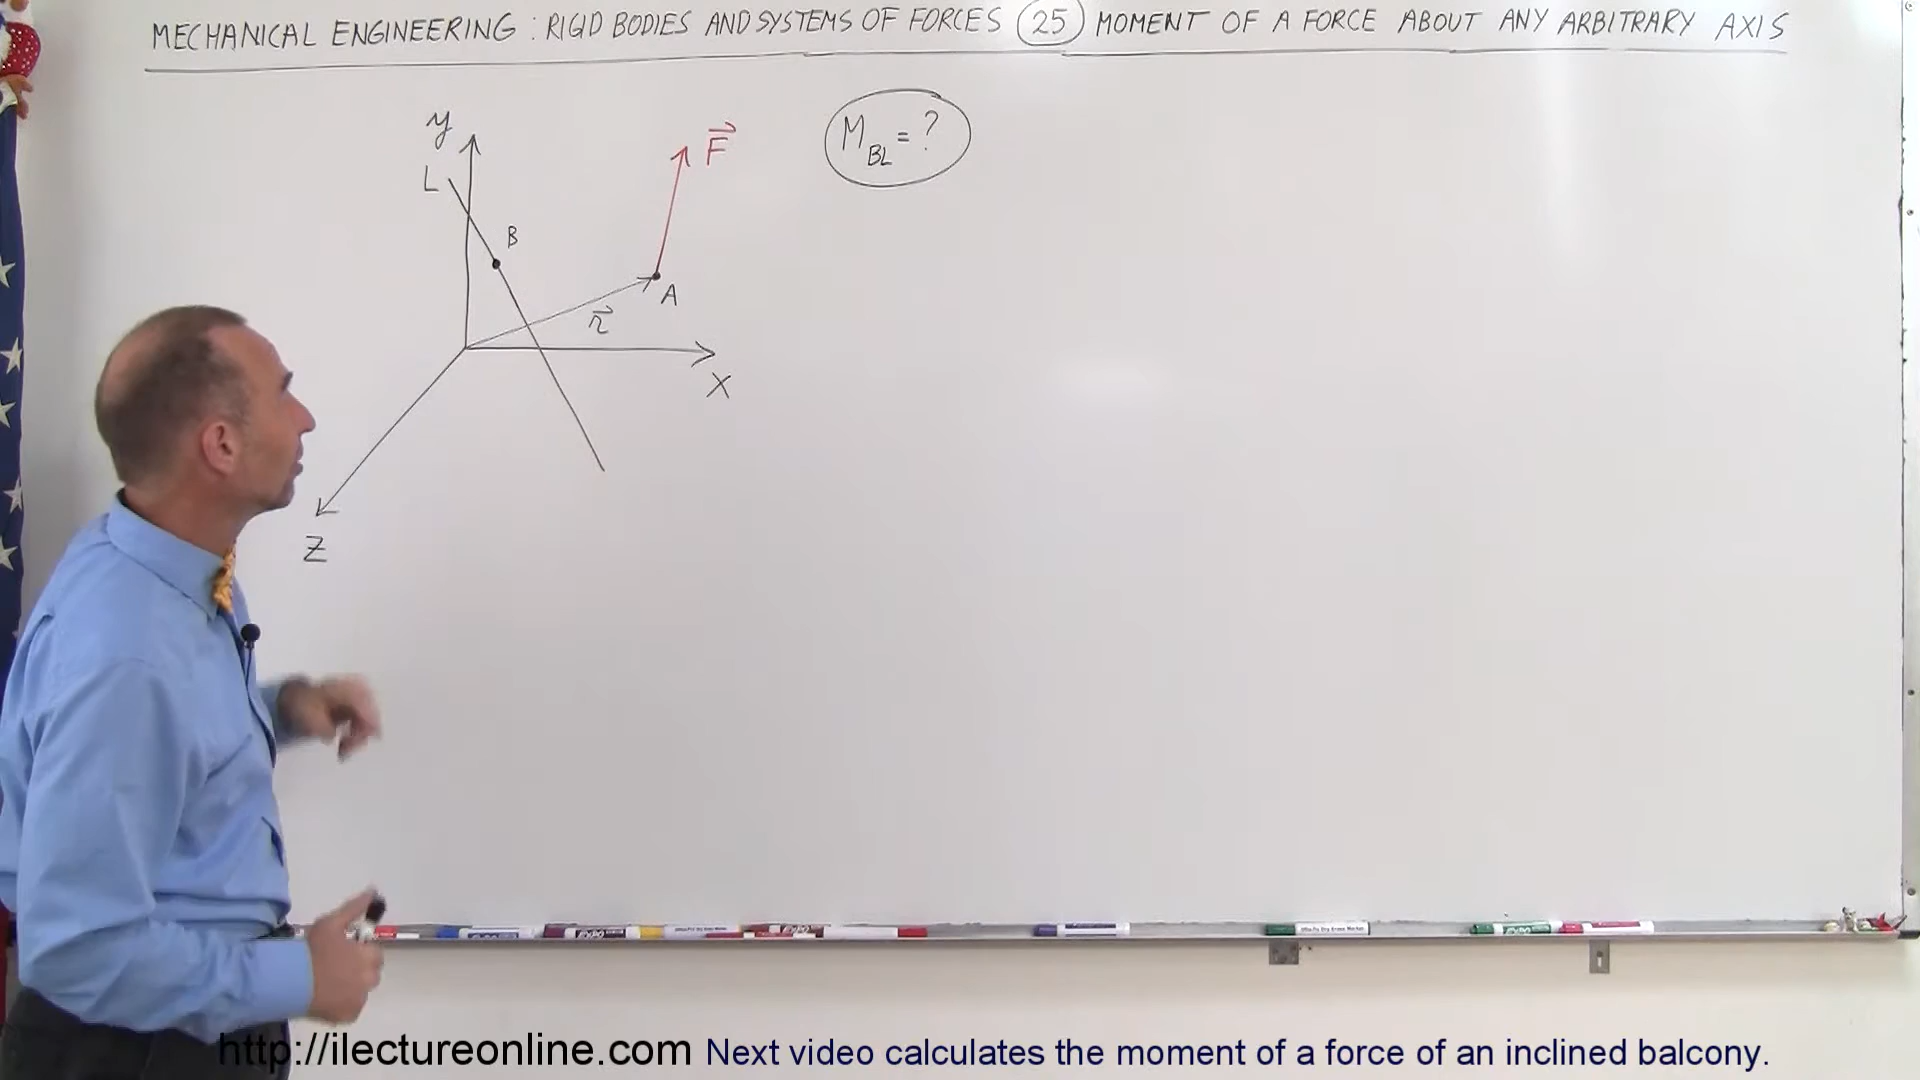 MECHANICAL ENGINEERING : RIGID BODIES AND SYSTEMS OF FORCES 25 MOMENT OF A FORCE ABOUT ANY ARBITRARY AXIS
y
L
B
F
A
r
X
Z
M BL = ?
http://ilectureonline.com Next video calculates the moment of a force of an inclined balcony.